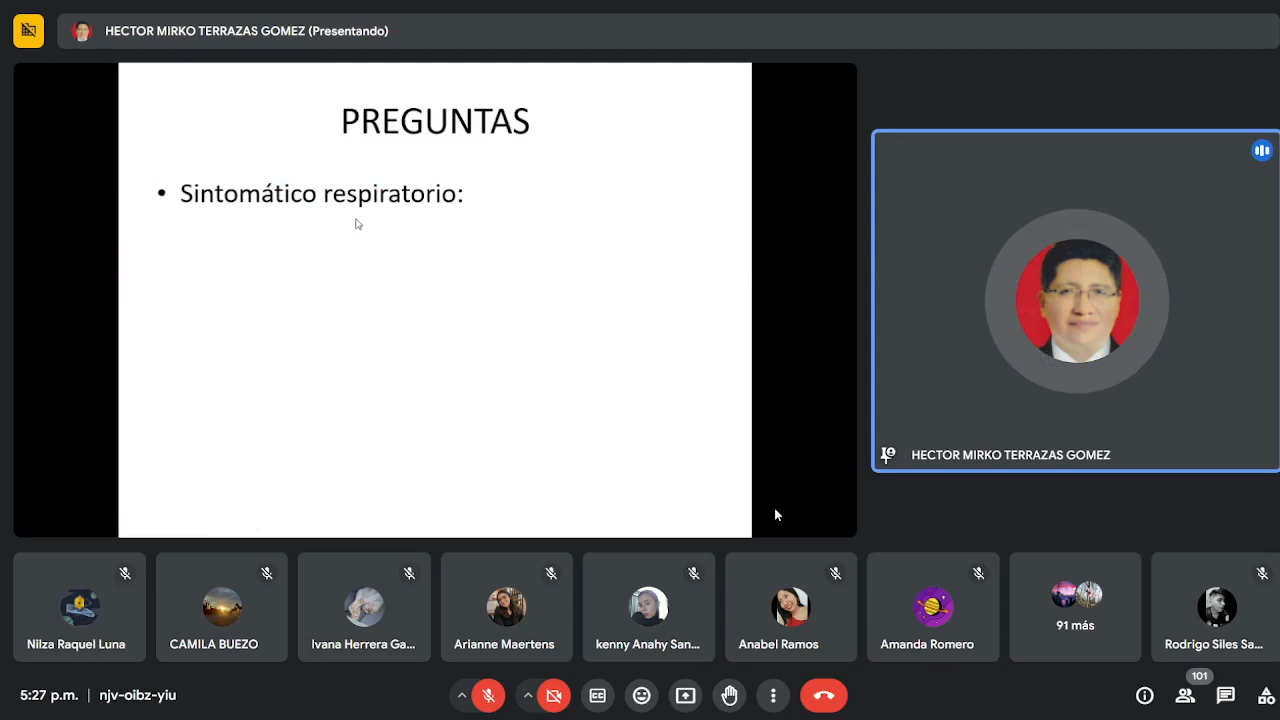 HECTOR MIRKO TERRAZAS GOMEZ (Presentando)
PREGUNTAS
• Sintomático respiratorio:
HECTOR MIRKO TERRAZAS GOMEZ
Nilza Raquel Luna
CAMILA BUEZO
Ivana Herrera Ga...
Arianne Maertens
kenny Anahy San...
Anabel Ramos
Amanda Romero
91 más
Rodrigo Siles Sa...
5:27 p.m. | njv-oibz-yiu
101